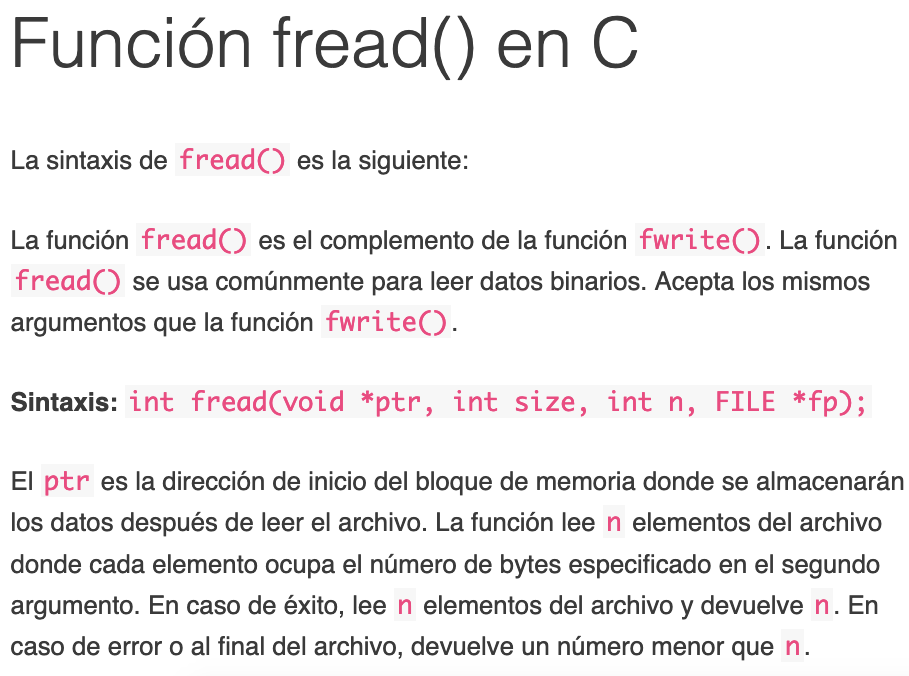 Función fread() en C
La sintaxis de fread() es la siguiente:
La función fread() es el complemento de la función fwrite(). La función
fread() se usa comúnmente para leer datos binarios. Acepta los mismos
argumentos que la función fwrite().
Sintaxis: int fread(void *ptr, int size, int n, FILE *fp);
El ptr es la dirección de inicio del bloque de memoria donde se almacenarán
los datos después de leer el archivo. La función lee n elementos del archivo
donde cada elemento ocupa el número de bytes especificado en el segundo
argumento. En caso de éxito, lee n elementos del archivo y devuelve n. En
caso de error o al final del archivo, devuelve un número menor que n.